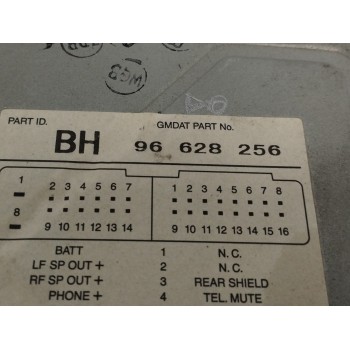 WQ3
PART ID.
GMDAT PART No.
BH 96 628 256
1 2 3 4 5 6 7 1 2 3 4 5 6 7 8
8 9 10 11 12 13 14 9 10 11 12 13 14 15 16
BATT 1 N.C.
LF SP OUT + 2 N.C.
RF SP OUT + 3 REAR SHIELD
PHONE + 4 TEL. MUTE